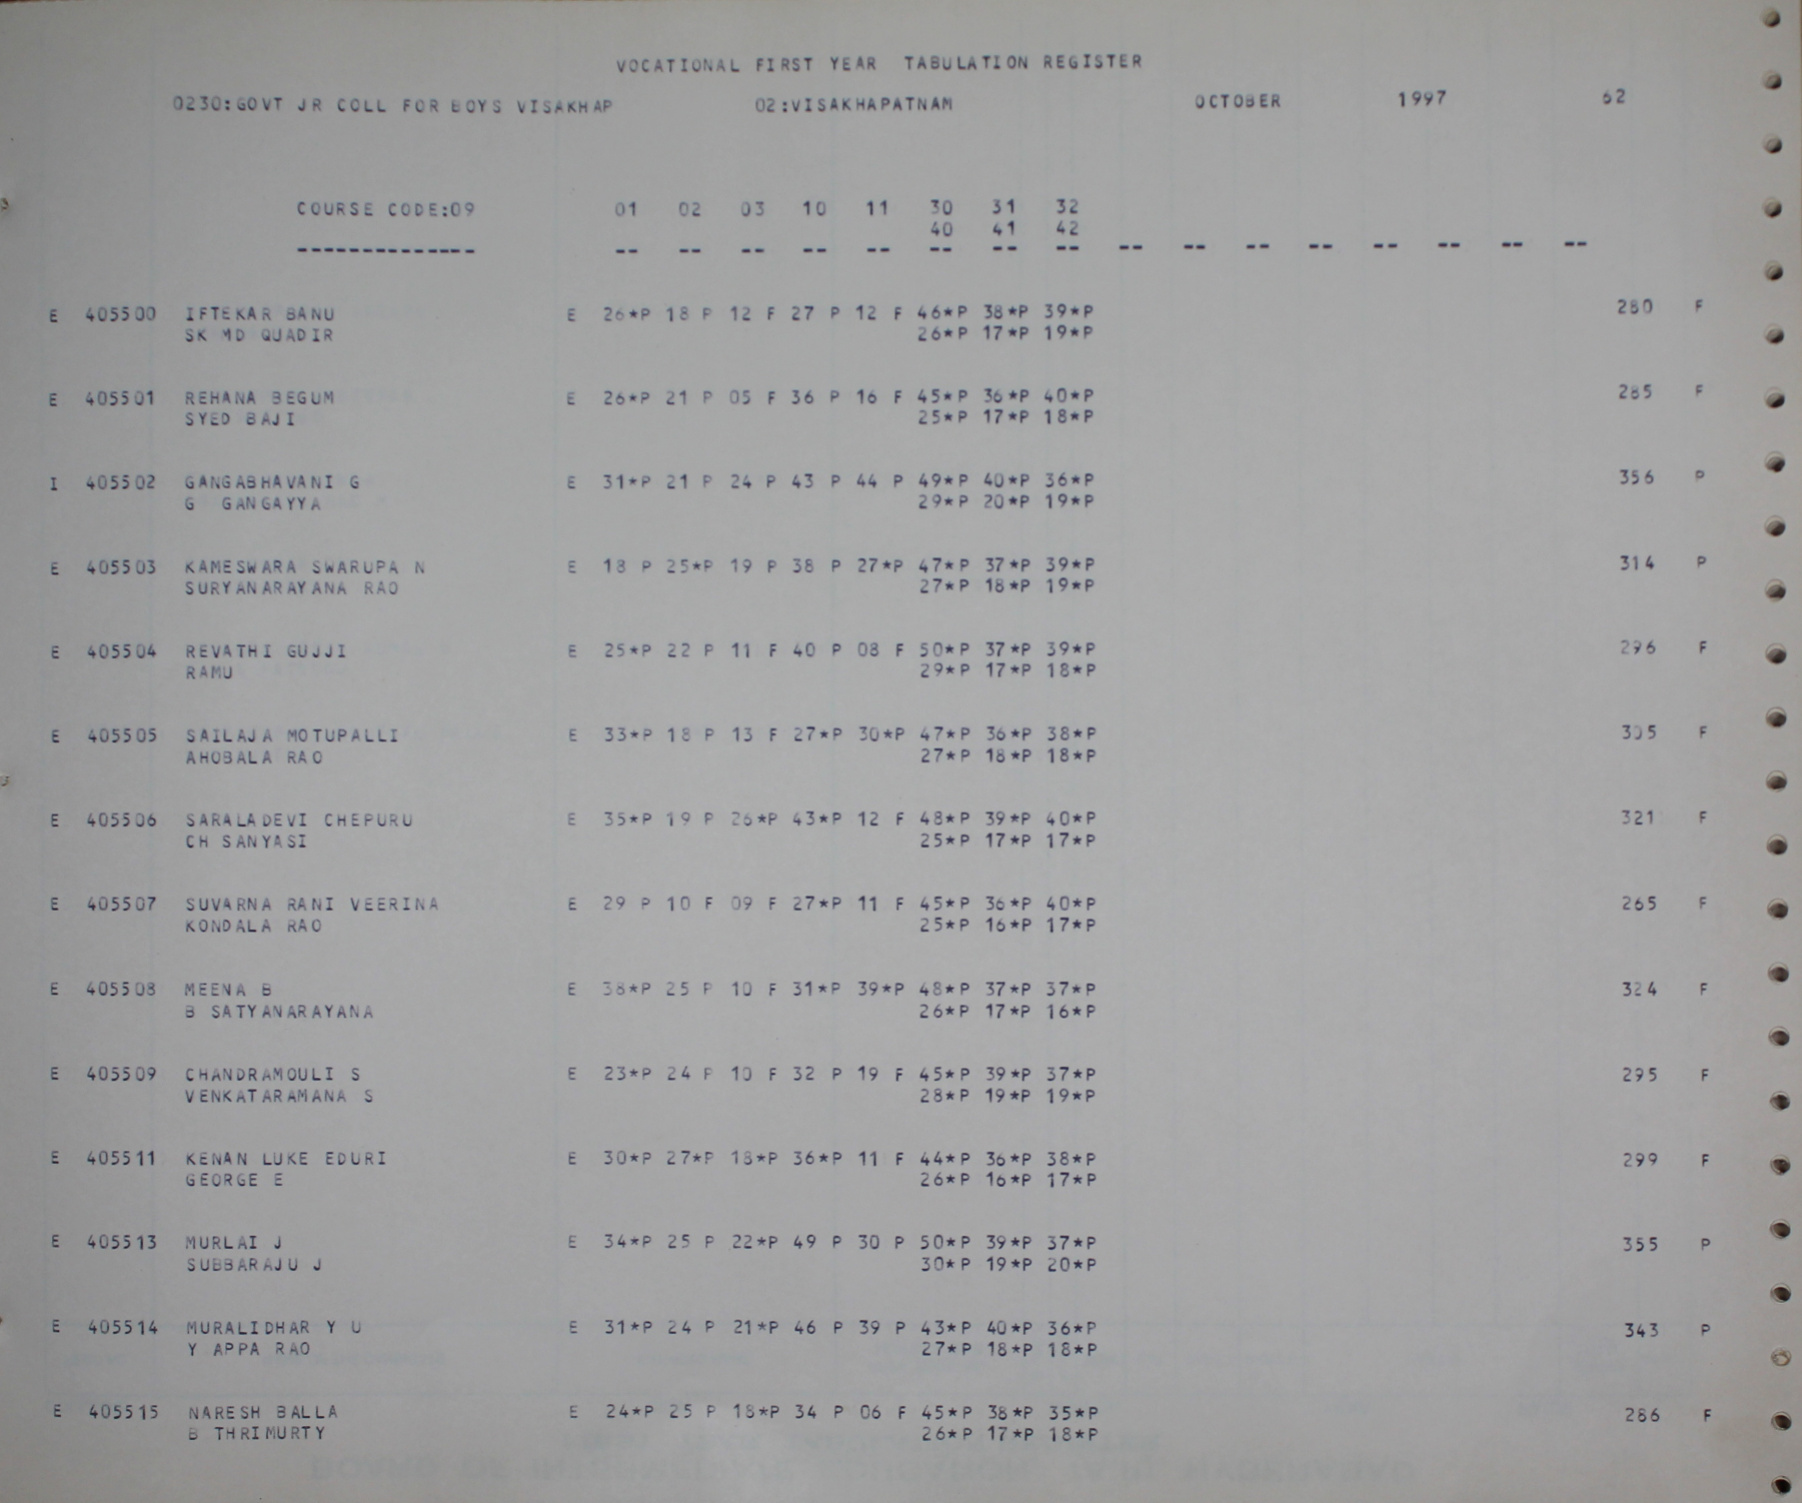 VOCATIONAL FIRST YEAR TABULATION REGISTER
0230:GOVT JR COLL FOR BOYS VISAKHAP 02:VISAKHAPATNAM OCTOBER 1997 62
COURSE CODE:09 01 02 03 10 11 30 31 32
40 41 42
-------------- -- -- -- -- -- -- -- -- -- -- -- -- -- -- -- --
E 405500 IFTEKAR BANU E 26*P 18 P 12 F 27 P 12 F 46*P 38*P 39*P 280 F
SK MD QUADIR 26*P 17*P 19*P
E 405501 REHANA BEGUM E 26*P 21 P 05 F 36 P 16 F 45*P 36*P 40*P 285 F
SYED BAJI 25*P 17*P 18*P
I 405502 GANGABHAVANI G E 31*P 21 P 24 P 43 P 44 P 49*P 40*P 36*P 356 P
G GANGAYYA 29*P 20*P 19*P
E 405503 KAMESWARA SWARUPA N E 18 P 25*P 19 P 38 P 27*P 47*P 37*P 39*P 314 P
SURYANARAYANA RAO 27*P 18*P 19*P
E 405504 REVATHI GUJJI E 25*P 22 P 11 F 40 P 08 F 50*P 37*P 39*P 296 F
RAMU 29*P 17*P 18*P
E 405505 SAILAJA MOTUPALLI E 33*P 18 P 13 F 27*P 30*P 47*P 36*P 38*P 305 F
AHOBALA RAO 27*P 18*P 18*P
E 405506 SARALADEVI CHEPURU E 35*P 19 P 26*P 43*P 12 F 48*P 39*P 40*P 321 F
CH SANYASI 25*P 17*P 17*P
E 405507 SUVARNA RANI VEERINA E 29 P 10 F 09 F 27*P 11 F 45*P 36*P 40*P 265 F
KONDALA RAO 25*P 16*P 17*P
E 405508 MEENA B E 38*P 25 P 10 F 31*P 39*P 48*P 37*P 37*P 324 F
B SATYANARAYANA 26*P 17*P 16*P
E 405509 CHANDRAMOULI S E 23*P 24 P 10 F 32 P 19 F 45*P 39*P 37*P 295 F
VENKATARAMANA S 28*P 19*P 19*P
E 405511 KENAN LUKE EDURI E 30*P 27*P 18*P 36*P 11 F 44*P 36*P 38*P 299 F
GEORGE E 26*P 16*P 17*P
E 405513 MURLAI J E 34*P 25 P 22*P 49 P 30 P 50*P 39*P 37*P 355 P
SUBBARAJU J 30*P 19*P 20*P
E 405514 MURALIDHAR Y U E 31*P 24 P 21*P 46 P 39 P 43*P 40*P 36*P 343 P
Y APPA RAO 27*P 18*P 18*P
E 405515 NARESH BALLA E 24*P 25 P 18*P 34 P 06 F 45*P 38*P 35*P 286 F
B THRIMURTY 26*P 17*P 18*P